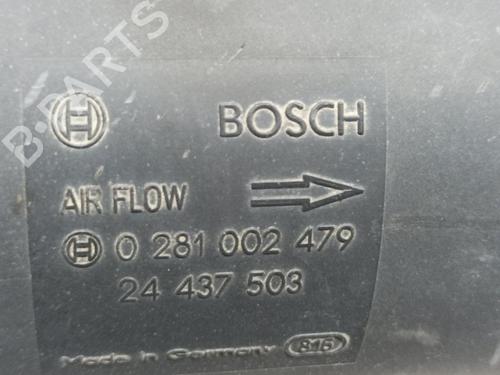 B-PARTS
BOSCH
AIR FLOW
0 281 002 479
24 437 503
Made in Germany 816